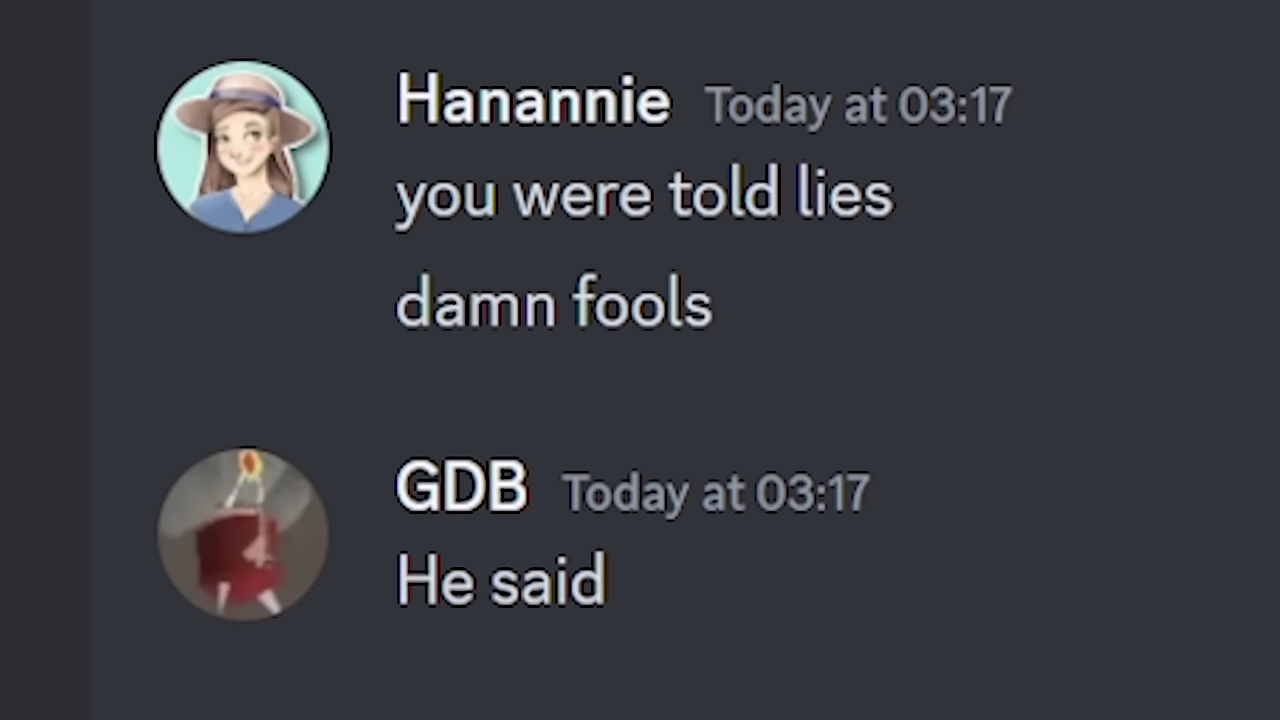 Hanannie Today at 03:17
you were told lies
damn fools
GDB Today at 03:17
He said